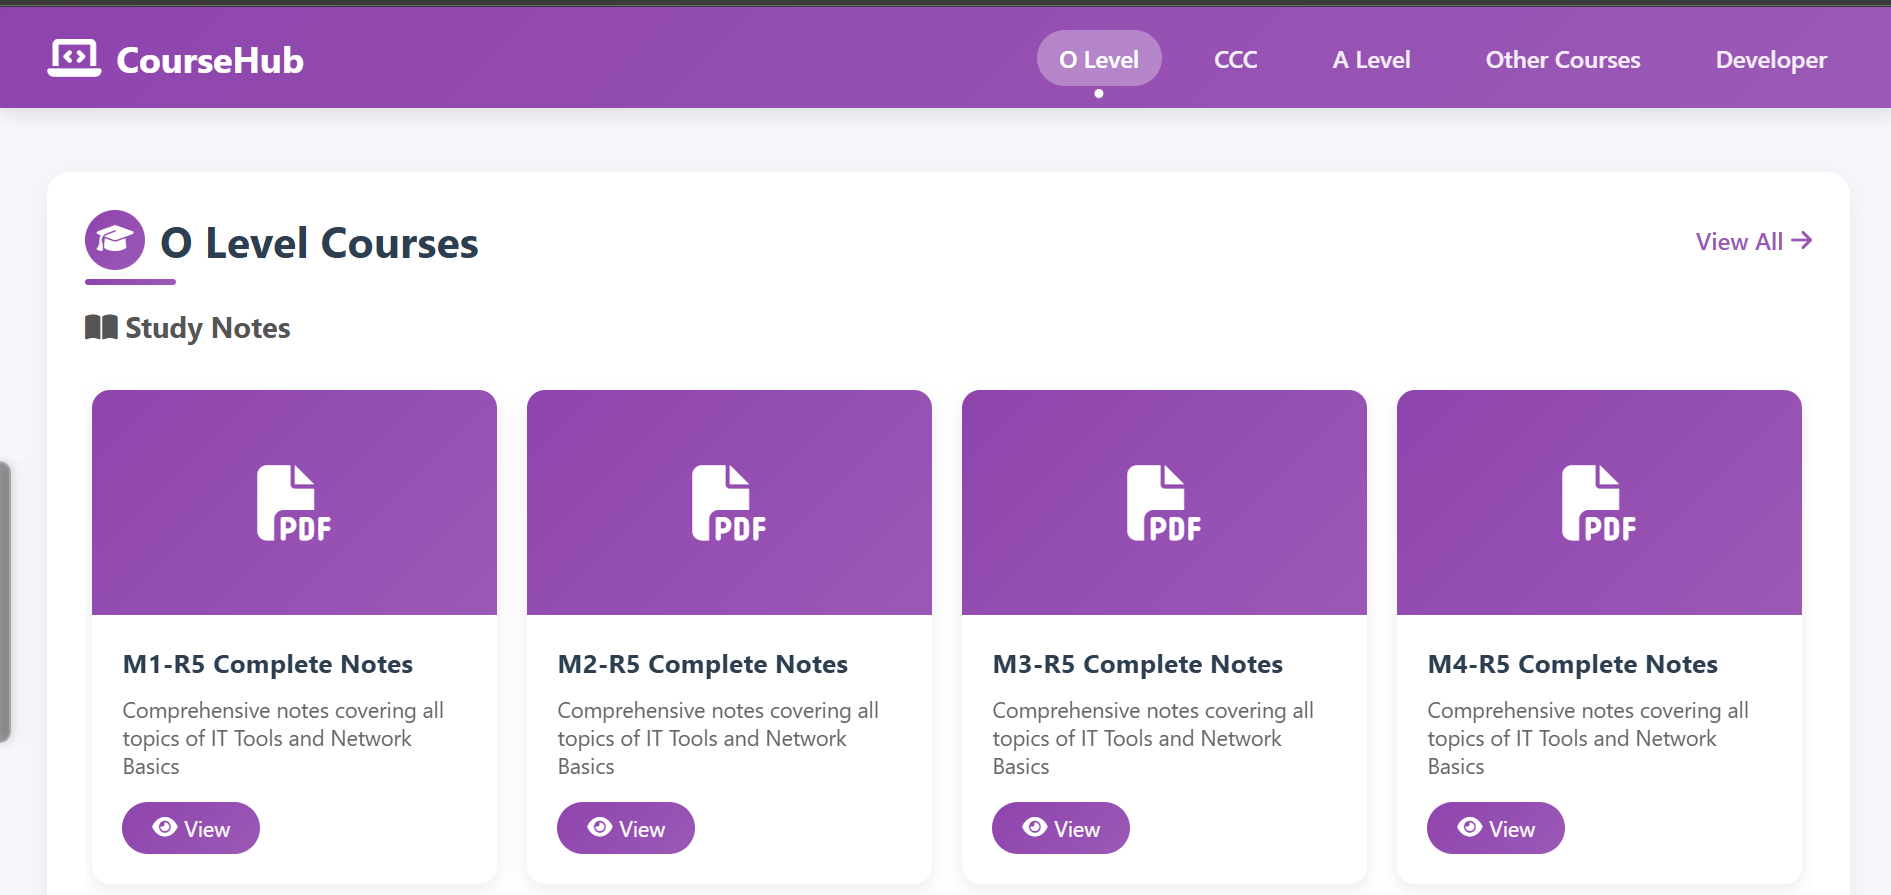 CourseHub
O Level
CCC
A Level
Other Courses
Developer
O Level Courses
View All
Study Notes
PDF
PDF
PDF
PDF
M1-R5 Complete Notes
Comprehensive notes covering all
topics of IT Tools and Network
Basics
View
M2-R5 Complete Notes
Comprehensive notes covering all
topics of IT Tools and Network
Basics
View
M3-R5 Complete Notes
Comprehensive notes covering all
topics of IT Tools and Network
Basics
View
M4-R5 Complete Notes
Comprehensive notes covering all
topics of IT Tools and Network
Basics
View